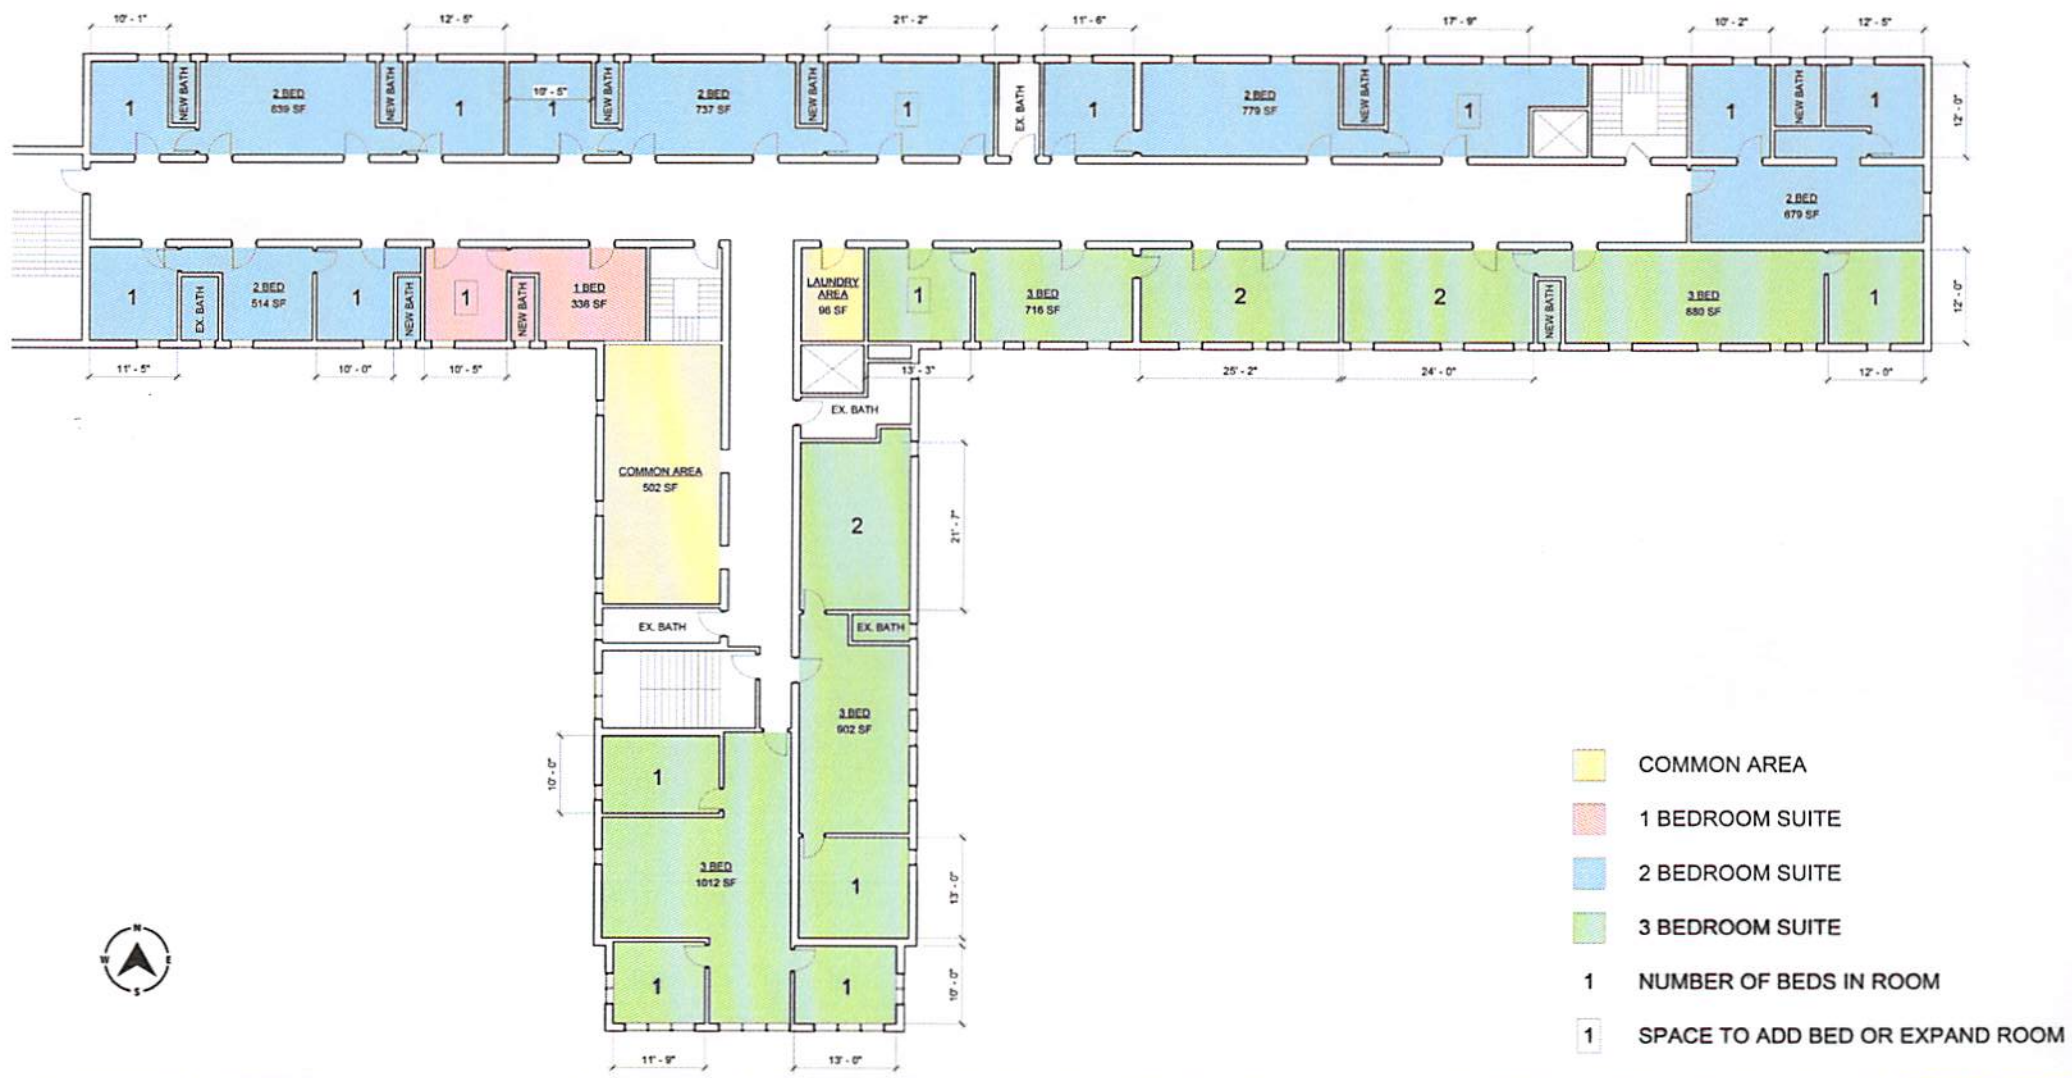 10' - 1"
12' - 5"
21' - 2"
11' - 6"
17' - 9"
10' - 2"
12' - 5"
1
NEW BATH
2 BED
639 SF
NEW BATH
1
10' - 5"
1
NEW BATH
2 BED
737 SF
NEW BATH
1
EX. BATH
1
2 BED
779 SF
NEW BATH
1
1
NEW BATH
1
12' - 0"
2 BED
679 SF
1
EX. BATH
2 BED
514 SF
1
NEW BATH
1
NEW BATH
1 BED
336 SF
LAUNDRY
AREA
96 SF
1
3 BED
716 SF
2
2
NEW BATH
3 BED
880 SF
1
12' - 0"
11' - 5"
10' - 0"
10' - 5"
13' - 3"
25' - 2"
24' - 0"
12' - 0"
EX. BATH
COMMON AREA
502 SF
2
21' - 7"
EX. BATH
EX. BATH
3 BED
902 SF
10' - 0"
1
3 BED
1012 SF
1
13' - 0"
1
1
10' - 0"
11' - 9"
13' - 0"
N
W
E
S
COMMON AREA
1 BEDROOM SUITE
2 BEDROOM SUITE
3 BEDROOM SUITE
1 NUMBER OF BEDS IN ROOM
1 SPACE TO ADD BED OR EXPAND ROOM